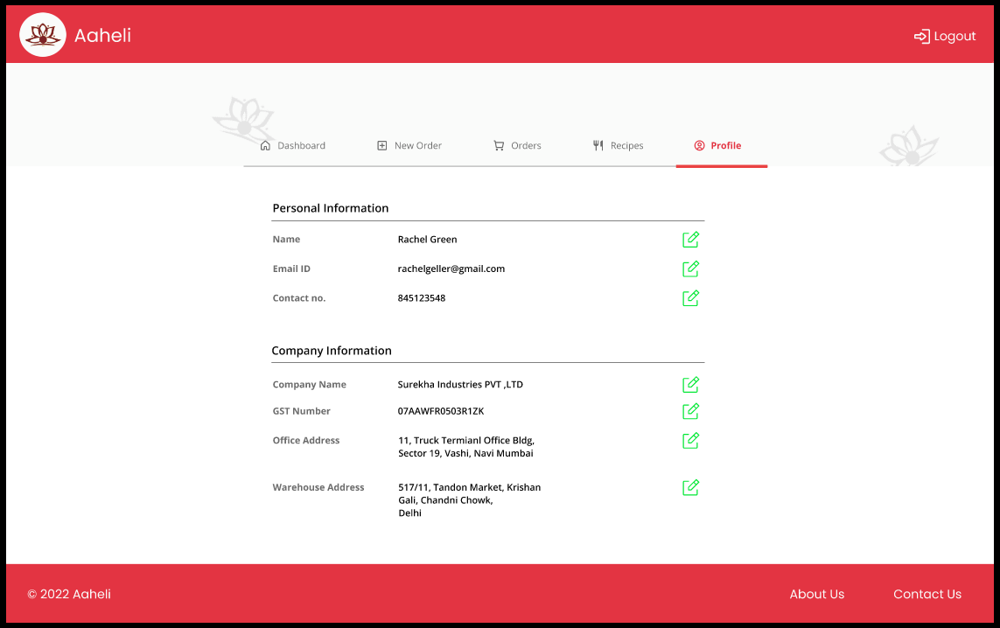 Aaheli
Logout
Dashboard
New Order
Orders
Recipes
Profile
Personal Information
Name
Rachel Green
Email ID
rachelgeller@gmail.com
Contact no.
845123548
Company Information
Company Name
Surekha Industries PVT ,LTD
GST Number
07AAWFR0503R1ZK
Office Address
11, Truck Termianl Office Bldg,
Sector 19, Vashi, Navi Mumbai
Warehouse Address
517/11, Tandon Market, Krishan
Gali, Chandni Chowk,
Delhi
© 2022 Aaheli
About Us
Contact Us